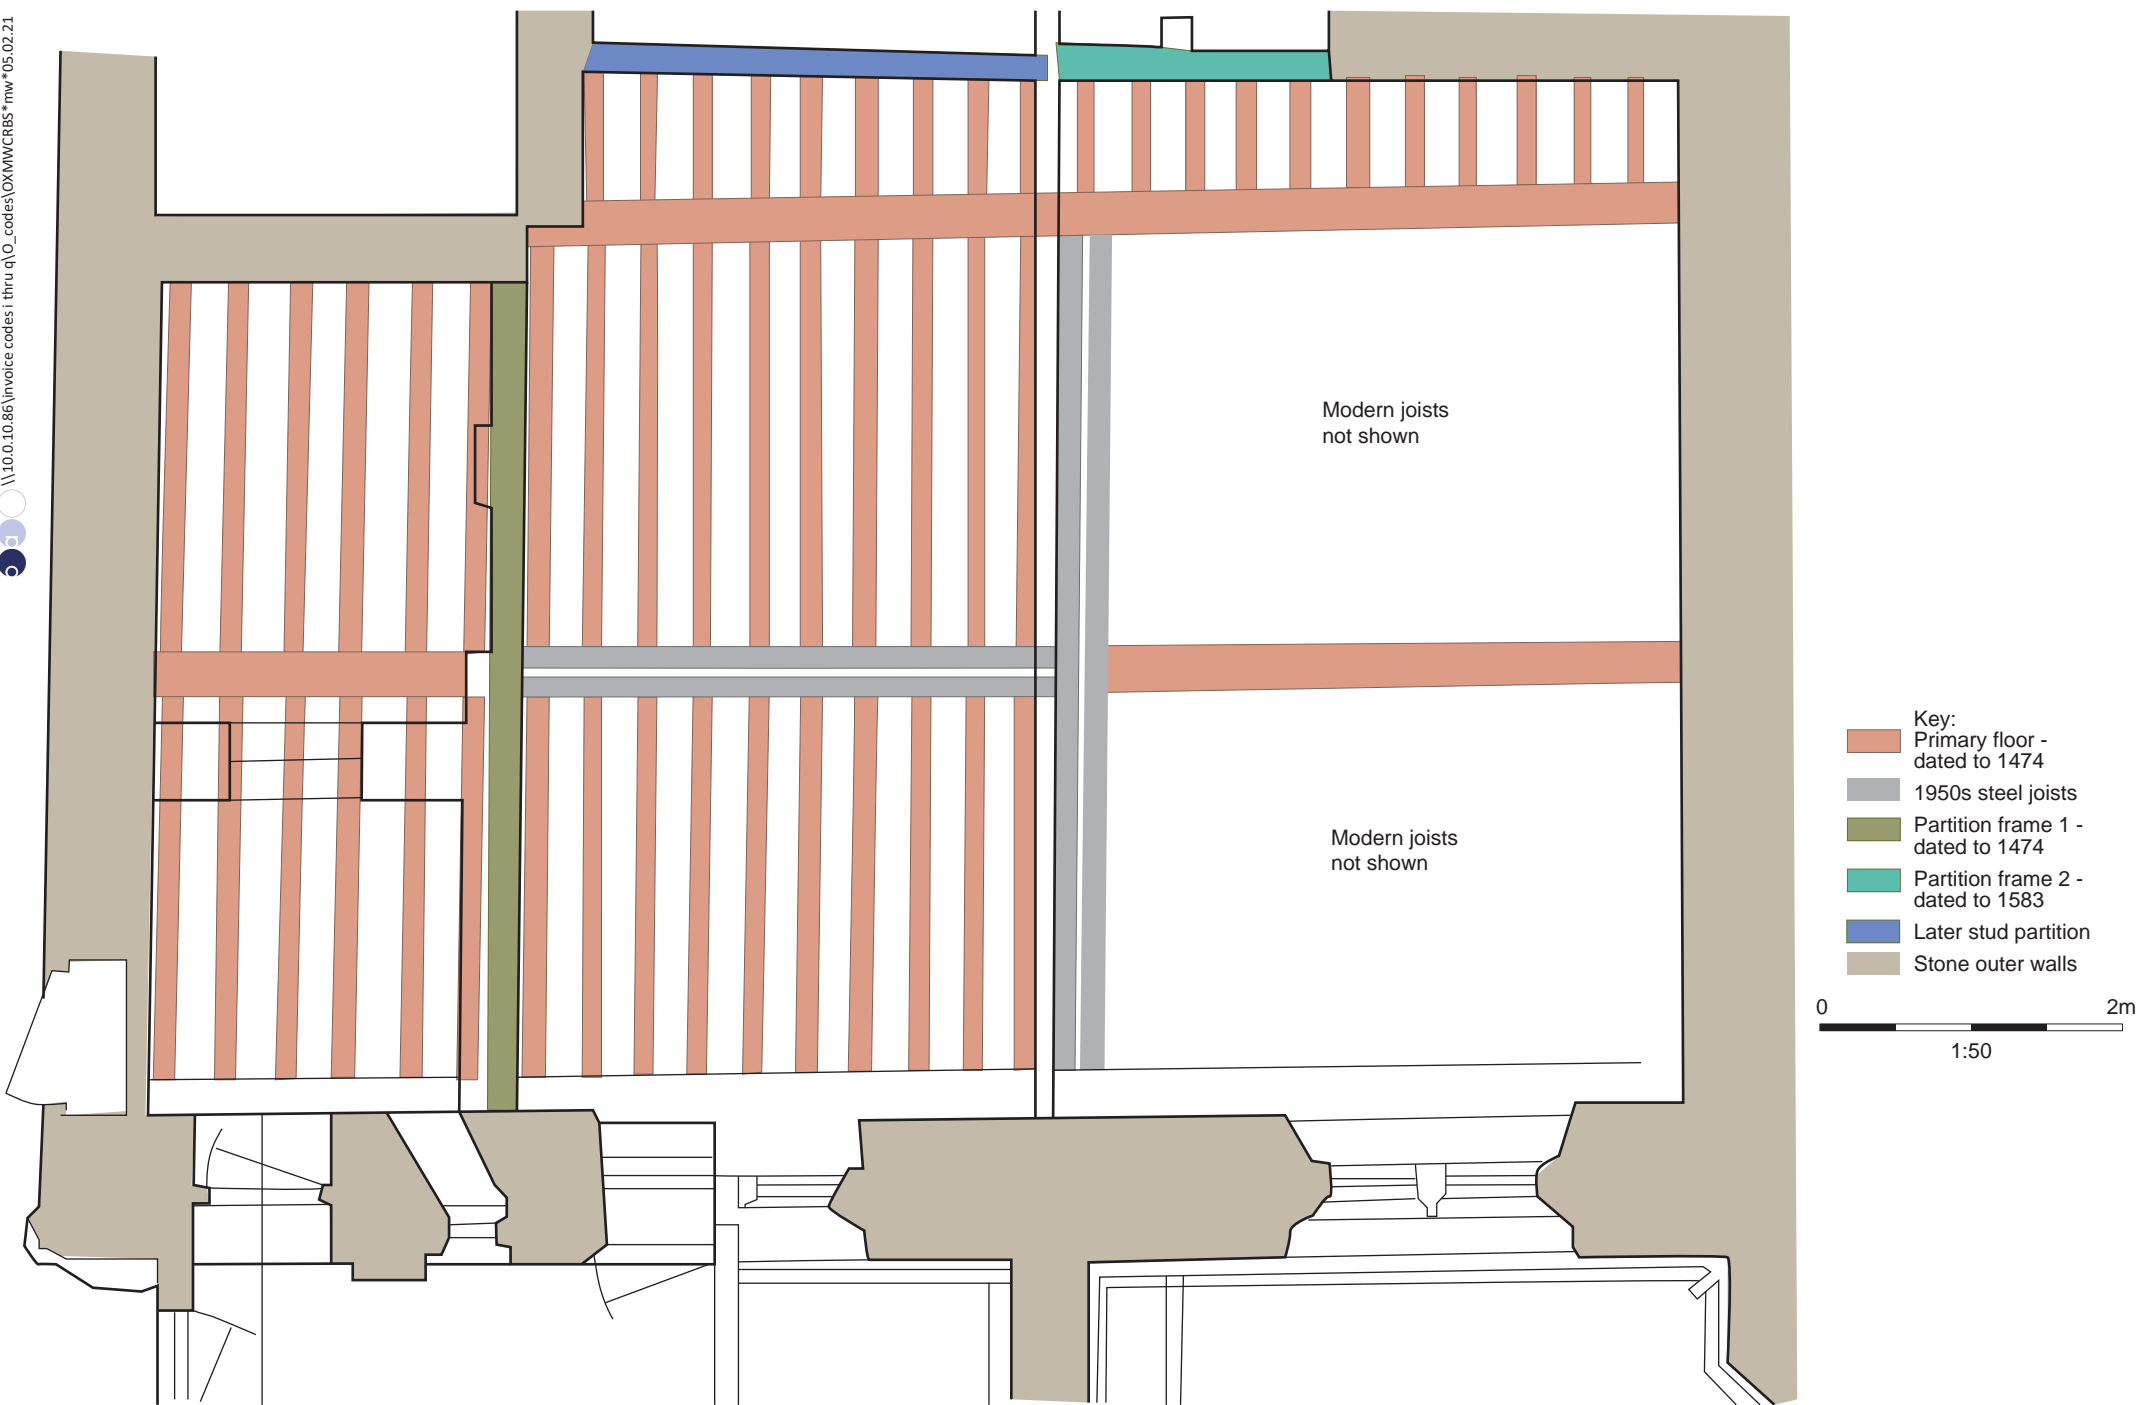 \\10.0.10.86\invoice codes i thru q\O_codes\OXMWCRBS*mw*05.02.21
o a
Modern joists
not shown
Modern joists
not shown
Key:
Primary floor -
dated to 1474
1950s steel joists
Partition frame 1 -
dated to 1474
Partition frame 2 -
dated to 1583
Later stud partition
Stone outer walls
0 2m
1:50